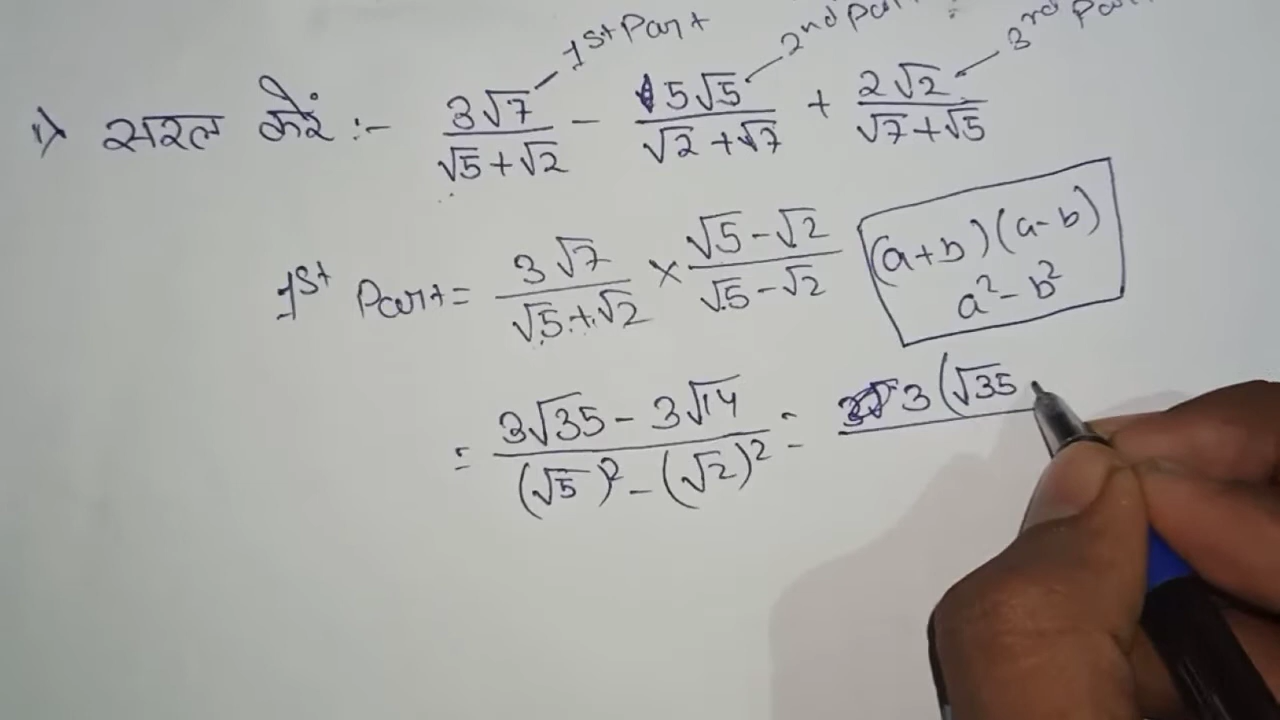 1st Part 2nd Part 3rd Part
1) सरल करें :- 3√7/(√5+√2) - 5√5/(√2+√7) + 2√2/(√7+√5)
1st Part = 3√7/(√5+√2) × (√5-√2)/(√5-√2) (a+b)(a-b)
a²-b²
= (3√35 - 3√14)/((√5)² - (√2)²) = 3(√35